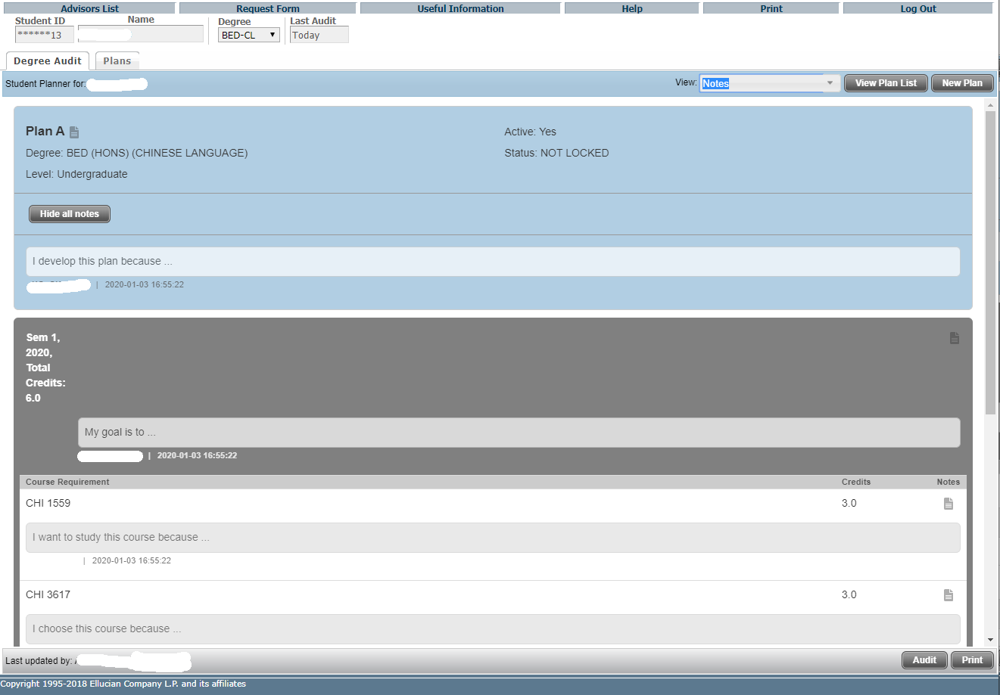 Advisors List Request Form Useful Information Help Print Log Out
Student ID Name Degree Last Audit
******13 BED-CL Today
Degree Audit Plans
Student Planner for: View: Notes View Plan List New Plan
Plan A Active: Yes
Degree: BED (HONS) (CHINESE LANGUAGE) Status: NOT LOCKED
Level: Undergraduate
Hide all notes
I develop this plan because ...
| 2020-01-03 16:55:22
Sem 1,
2020,
Total
Credits:
6.0
My goal is to ...
| 2020-01-03 16:55:22
Course Requirement Credits Notes
CHI 1559 3.0
I want to study this course because ...
| 2020-01-03 16:55:22
CHI 3617 3.0
I choose this course because ...
Last updated by: Audit Print
Copyright 1995-2018 Ellucian Company L.P. and its affiliates